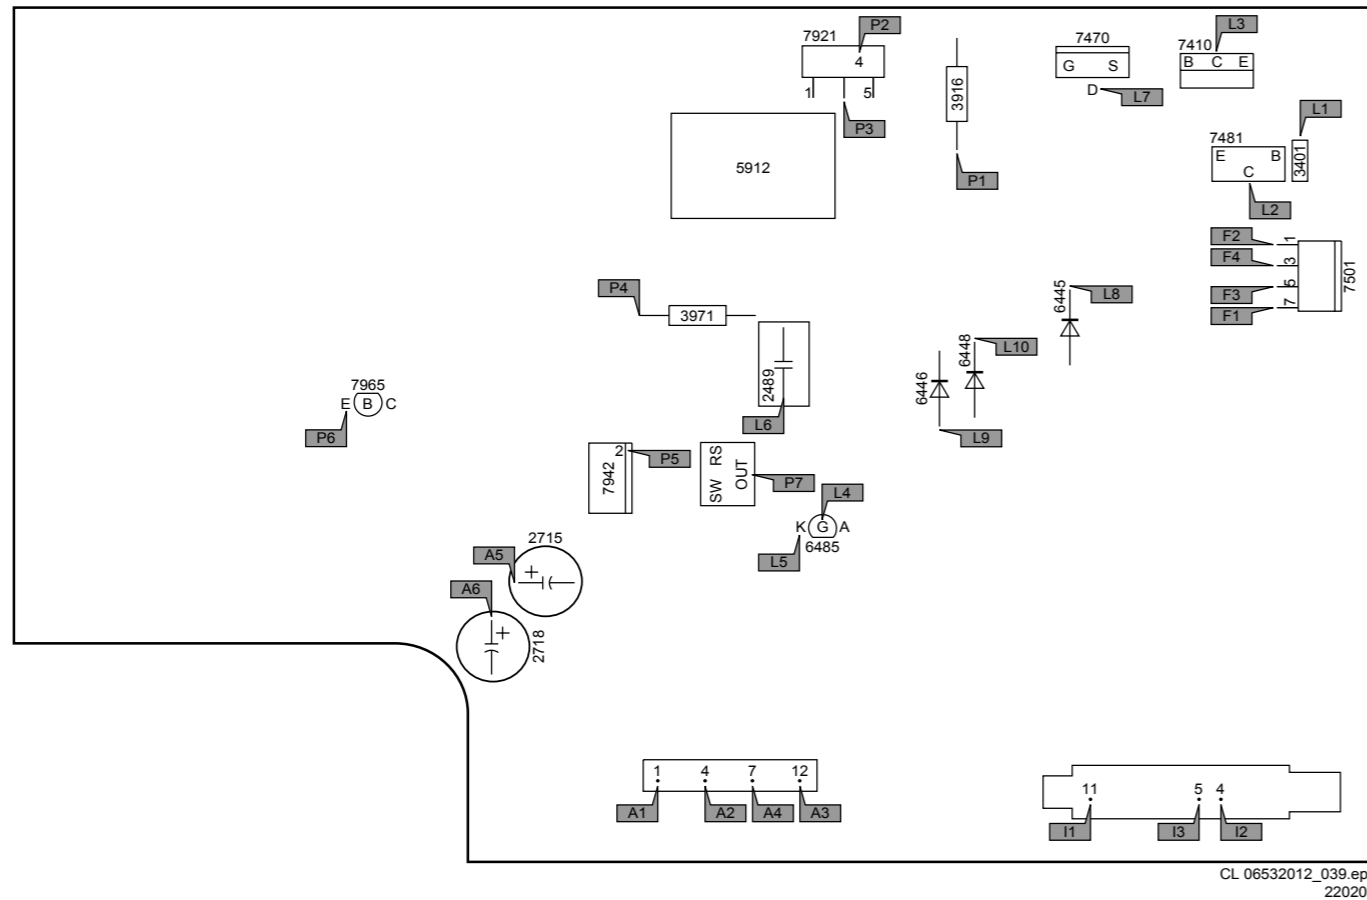 P2
L3
7921
7470
7410
4
G S
B C E
1
5
3916
D
L7
P3
L1
7481
E B
C
3401
5912
P1
L2
F2
1
F4
3
F3
5
F1
7
7501
P4
3971
6445
L8
2489
6446
6448
L10
7965
E B C
P6
L6
L9
7942
2
P5
SW RS
OUT
P7
L4
K G A
6485
L5
2715
A5
+
A6
+
2718
1 4 7 12
A1 A2 A4 A3
11 5 4
I1 I3 I2
CL 06532012_039.ep
22020